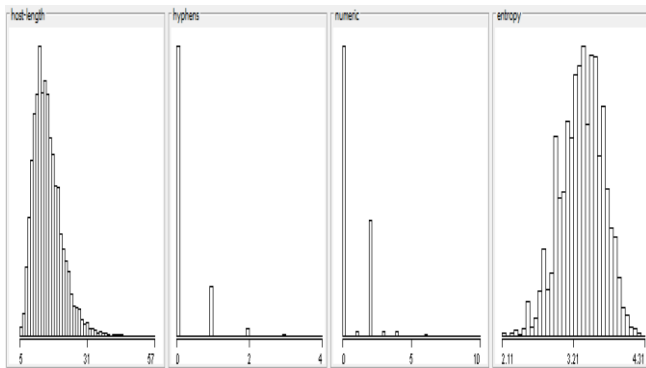 host-length
hyphens
numeric
entropy
5 31 57
0 2 4
0 5 10
2.11 3.21 4.31